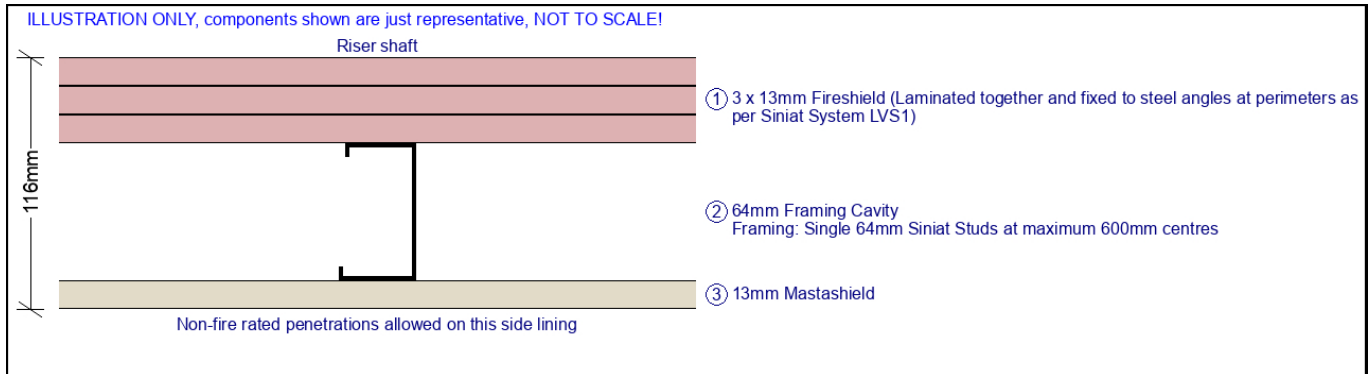 ILLUSTRATION ONLY, components shown are just representative, NOT TO SCALE!
Riser shaft
116mm
1 3 x 13mm Fireshield (Laminated together and fixed to steel angles at perimeters as
per Siniat System LVS1)
2 64mm Framing Cavity
Framing: Single 64mm Siniat Studs at maximum 600mm centres
3 13mm Mastashield
Non-fire rated penetrations allowed on this side lining